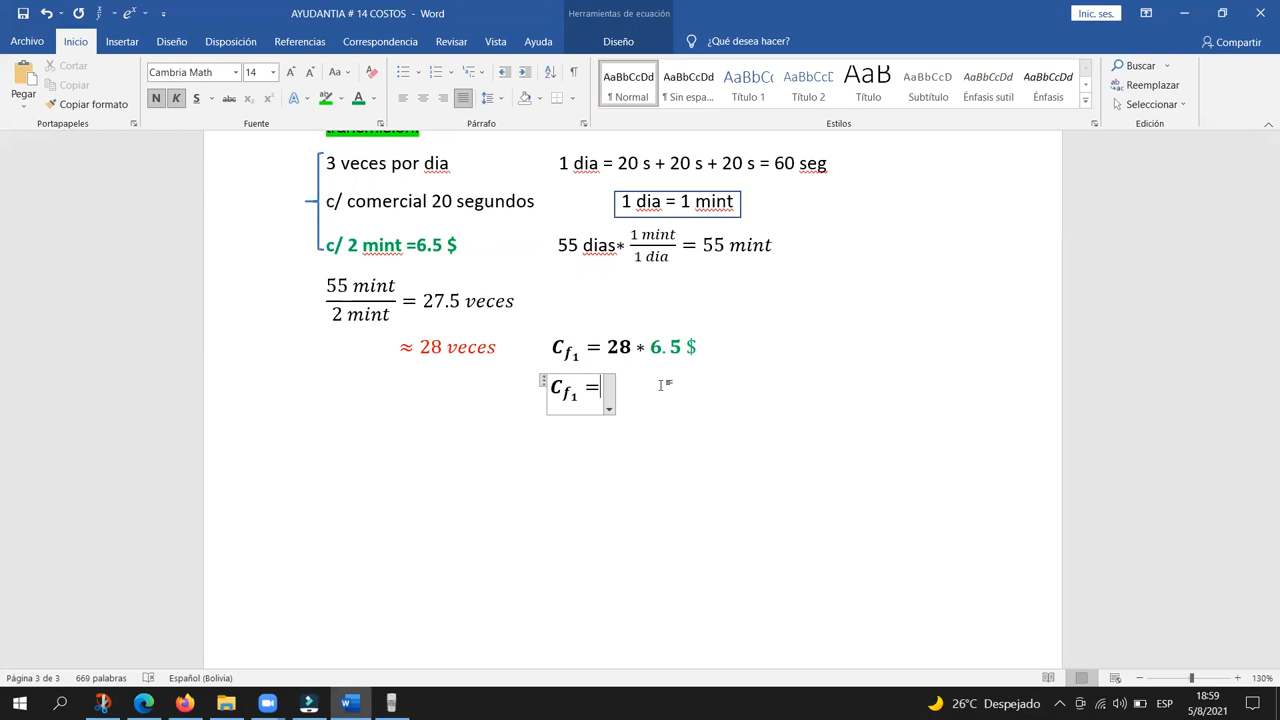 AYUDANTIA # 14 COSTOS - Word
Herramientas de ecuación
Inic. ses.
Archivo Inicio Insertar Diseño Disposición Referencias Correspondencia Revisar Vista Ayuda Diseño ¿Qué desea hacer? Compartir
Pegar
Cortar
Copiar
Copiar formato
Portapapeles
Cambria Math 14
N K S abc
Fuente
Párrafo
AaBbCcDd AaBbCcDd AaBbCc AaBbCcD AaB AaBbCcD AaBbCcDd AaBbCcDd
¶ Normal ¶ Sin espa... Título 1 Título 2 Título Subtítulo Énfasis sutil Énfasis
Estilos
Buscar
Reemplazar
Seleccionar
Edición
transmisión.
3 veces por dia 1 dia = 20 s + 20 s + 20 s = 60 seg
c/ comercial 20 segundos 1 dia = 1 mint
c/ 2 mint =6.5 $ 55 dias∗ 1 mint / 1 dia = 55 mint
55 mint / 2 mint = 27.5 veces
≈ 28 veces C_f₁ = 28 ∗ 6.5 $
C_f₁ =
Página 3 de 3 669 palabras Español (Bolivia) 130%
26°C Despejado ESP 18:59
5/8/2021